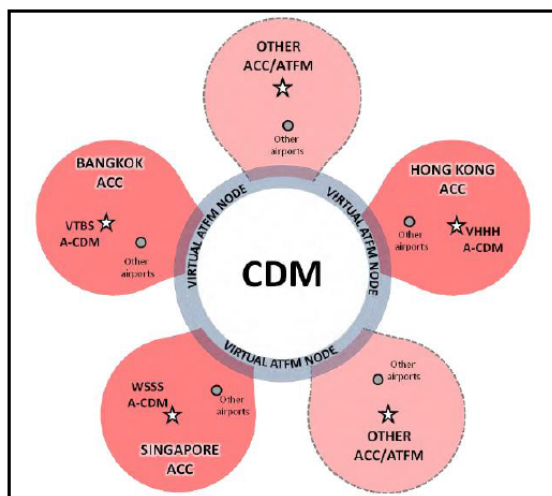 OTHER
ACC/ATFM
Other
airports
BANGKOK
ACC
VTBS
A-CDM
Other
airports
HONG KONG
ACC
Other
airports
VHHH
A-CDM
VIRTUAL ATFM NODE
VIRTUAL ATFM NODE
CDM
VIRTUAL ATFM NODE
WSSS
A-CDM
Other
airports
SINGAPORE
ACC
Other
airports
OTHER
ACC/ATFM